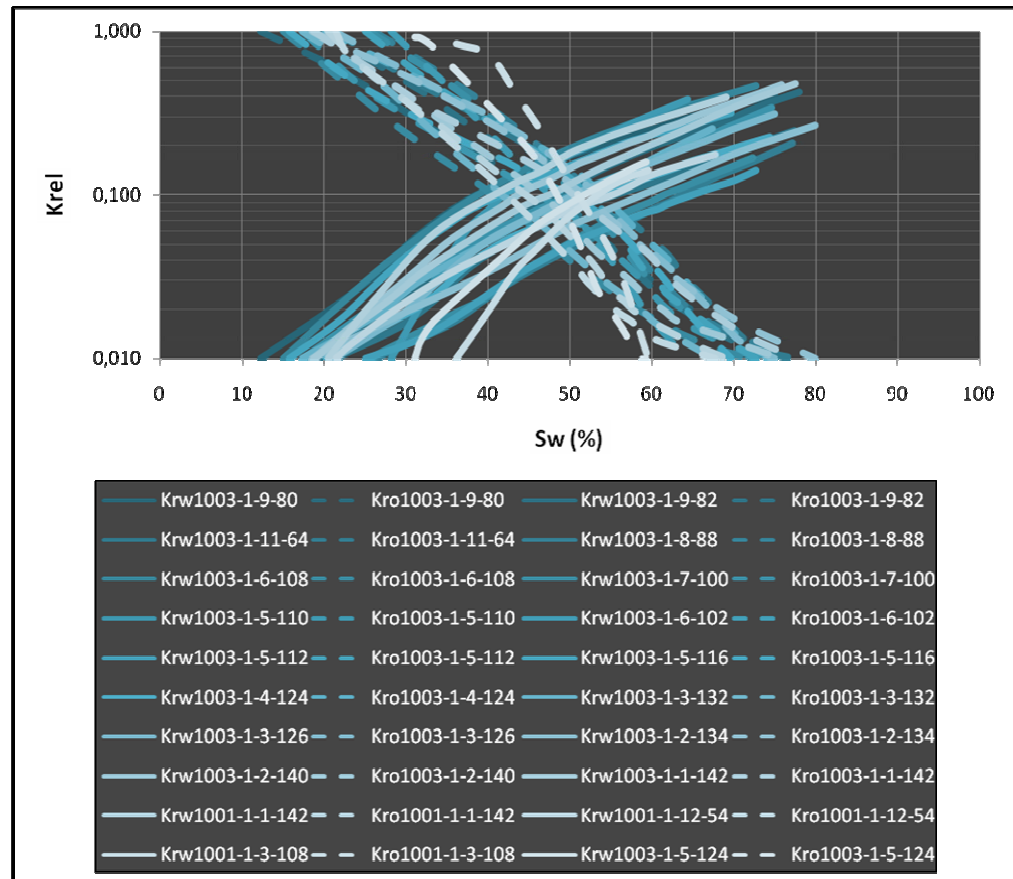 1,000
0,100
0,010
Krel
0 10 20 30 40 50 60 70 80 90 100
Sw (%)
Krw1003-1-9-80 Kro1003-1-9-80 Krw1003-1-9-82 Kro1003-1-9-82
Krw1003-1-11-64 Kro1003-1-11-64 Krw1003-1-8-88 Kro1003-1-8-88
Krw1003-1-6-108 Kro1003-1-6-108 Krw1003-1-7-100 Kro1003-1-7-100
Krw1003-1-5-110 Kro1003-1-5-110 Krw1003-1-6-102 Kro1003-1-6-102
Krw1003-1-5-112 Kro1003-1-5-112 Krw1003-1-5-116 Kro1003-1-5-116
Krw1003-1-4-124 Kro1003-1-4-124 Krw1003-1-3-132 Kro1003-1-3-132
Krw1003-1-3-126 Kro1003-1-3-126 Krw1003-1-2-134 Kro1003-1-2-134
Krw1003-1-2-140 Kro1003-1-2-140 Krw1003-1-1-142 Kro1003-1-1-142
Krw1001-1-1-142 Kro1001-1-1-142 Krw1001-1-12-54 Kro1001-1-12-54
Krw1001-1-3-108 Kro1001-1-3-108 Krw1003-1-5-124 Kro1003-1-5-124